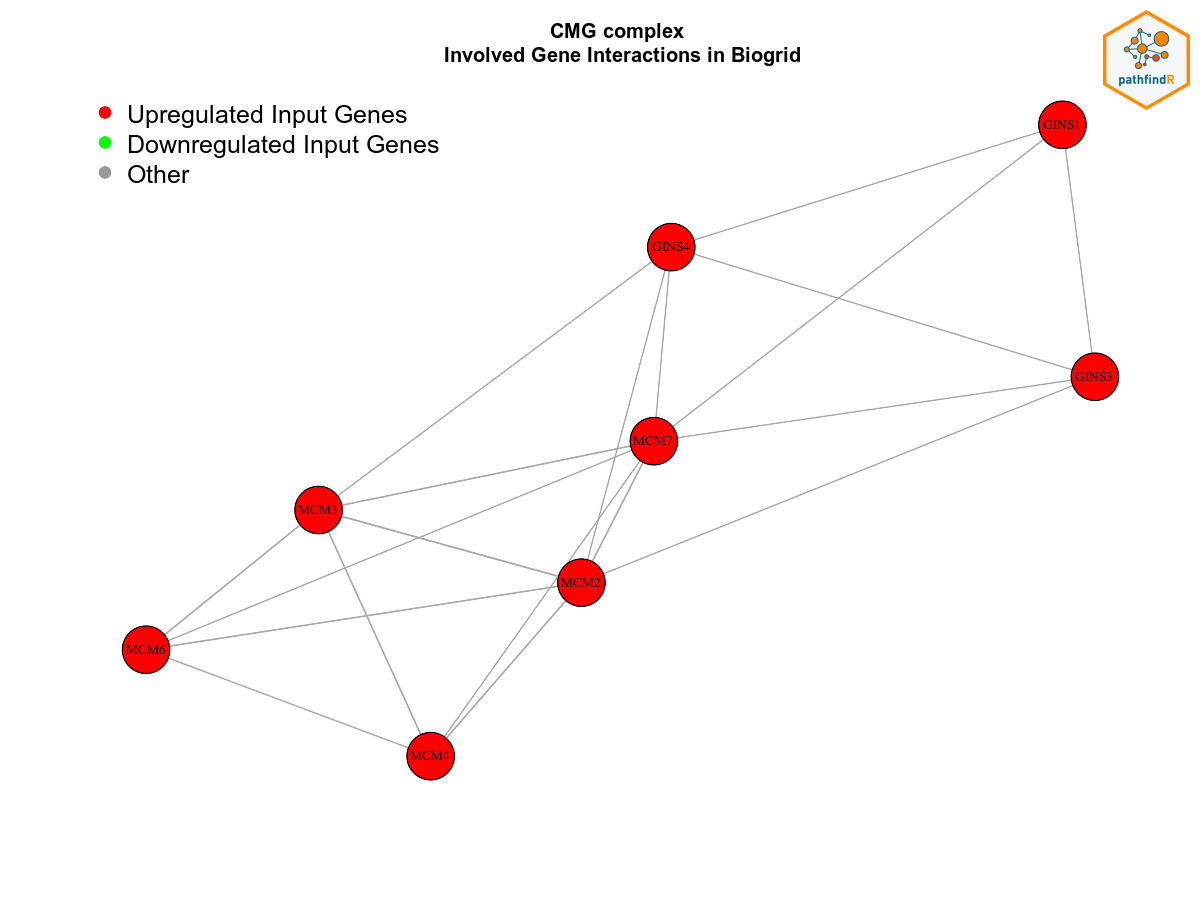 CMG complex
Involved Gene Interactions in Biogrid
pathfindR
Upregulated Input Genes
Downregulated Input Genes
Other
GINS1
GINS4
GINS3
MCM7
MCM3
MCM2
MCM6
MCM4